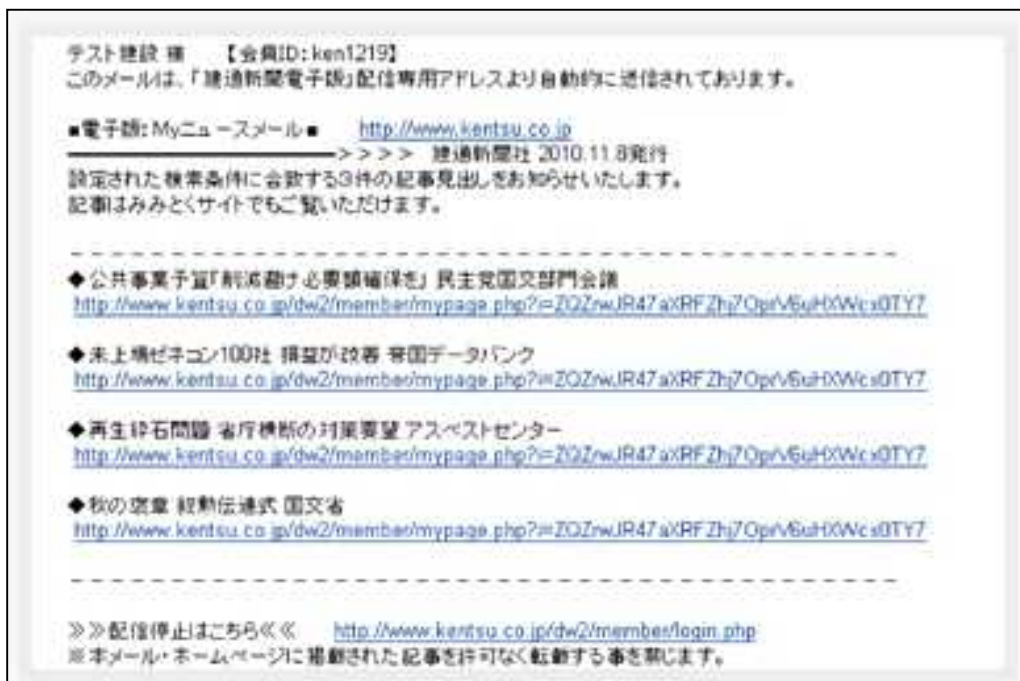 テスト建設 様　　【会員ID:ken1219】
このメールは、「建通新聞電子版」配信専用アドレスより自動的に送信されております。
■電子版:Myニュースメール■　　http://www.kentsu.co.jp
━━━━━━━━━━━━━━━━━＞＞＞＞　建通新聞社 2010.11.8発行
設定された検索条件に合致する3件の記事見出しをお知らせいたします。
記事はみみとくサイトでもご覧いただけます。
－－－－－－－－－－－－－－－－－－－－－－－－－－－－－－－－－－－
◆公共事業予算「削減避け必要額確保を」 民主党国交部門会議
http://www.kentsu.co.jp/dw2/member/mypage.php?i=ZQZrwJR47aXRFZhj7OprV6uHXWcs0TY7
◆未上場ゼネコン100社 損益が改善 帝国データバンク
http://www.kentsu.co.jp/dw2/member/mypage.php?i=ZQZrwJR47aXRFZhj7OprV6uHXWcs0TY7
◆再生砕石問題 省庁横断の対策要望 アスベストセンター
http://www.kentsu.co.jp/dw2/member/mypage.php?i=ZQZrwJR47aXRFZhj7OprV6uHXWcs0TY7
◆秋の褒章 叙勲伝達式 国交省
http://www.kentsu.co.jp/dw2/member/mypage.php?i=ZQZrwJR47aXRFZhj7OprV6uHXWcs0TY7
－－－－－－－－－－－－－－－－－－－－－－－－－－－－－－－－－－－
≫≫配信停止はこちら≪≪　　http://www.kentsu.co.jp/dw2/member/login.php
※本メール・ホームページに掲載された記事を許可なく転載する事を禁じます。